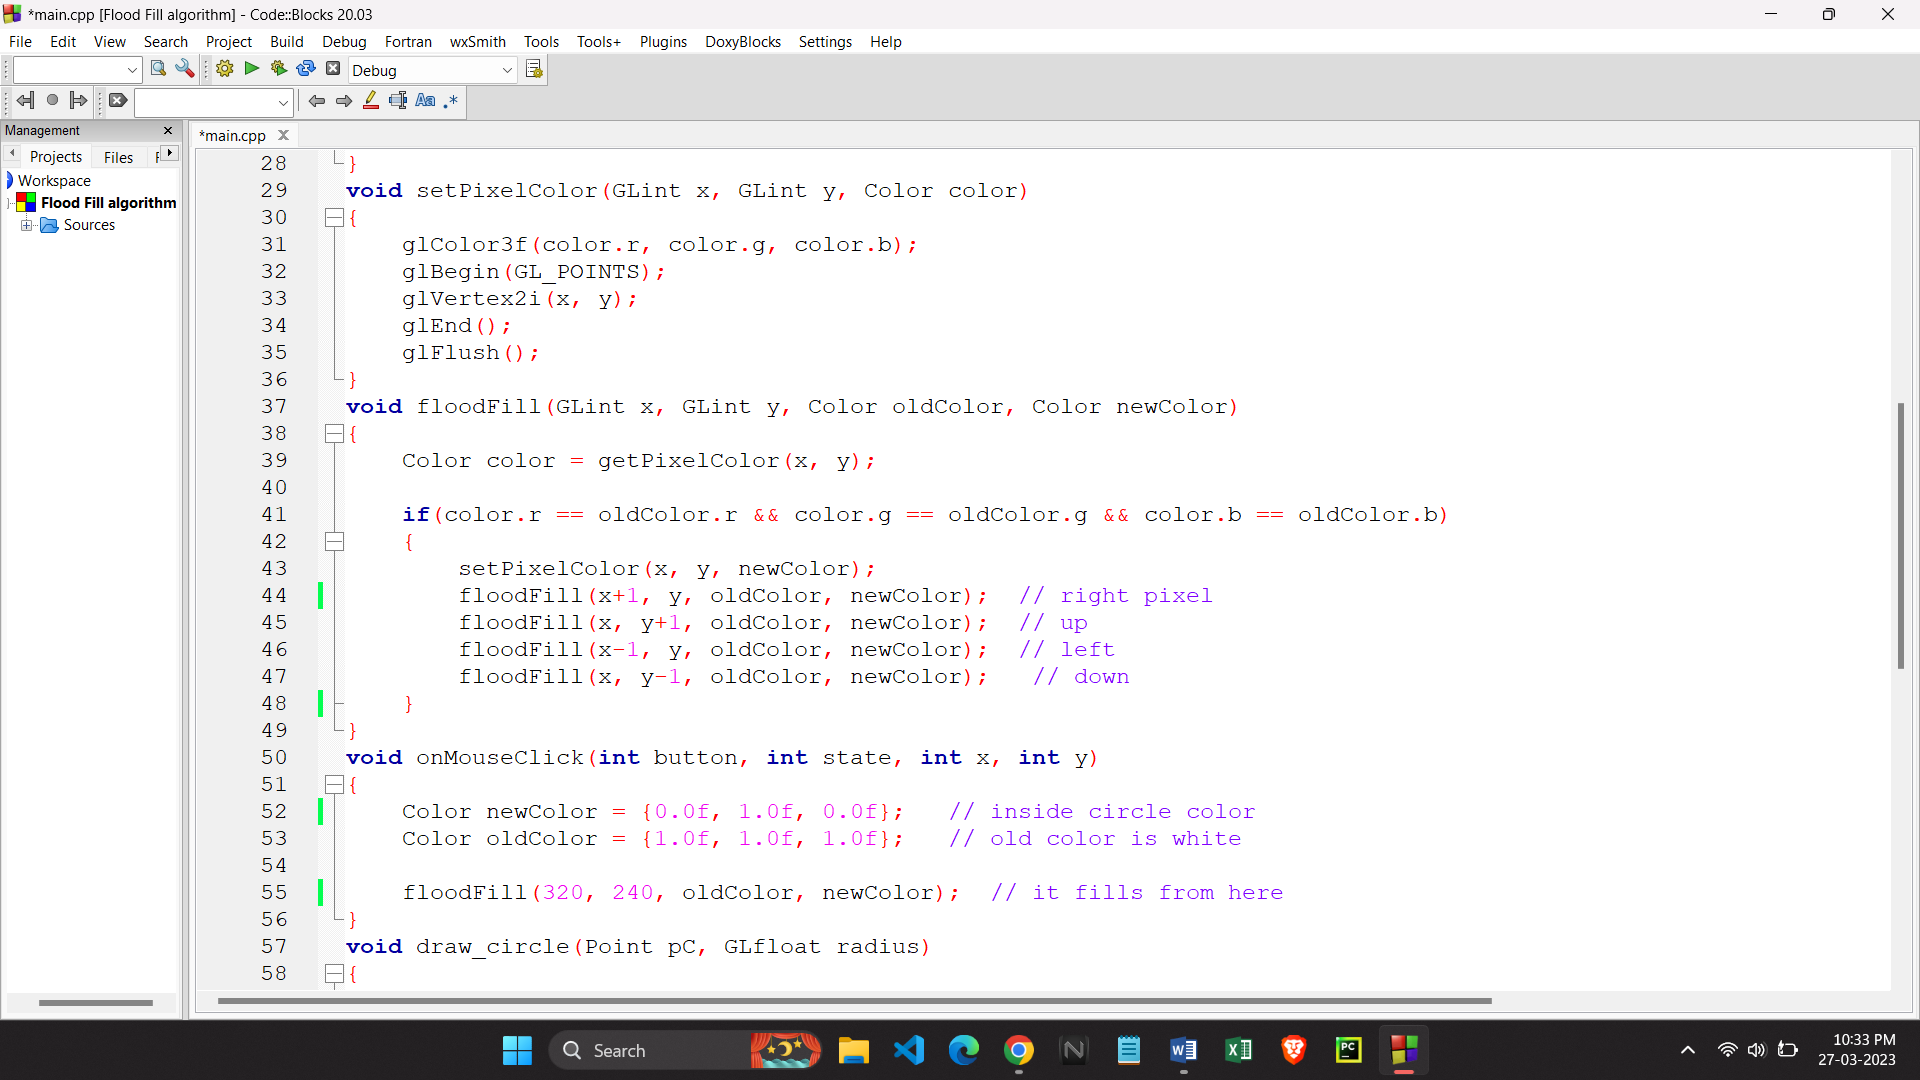 *main.cpp [Flood Fill algorithm] - Code::Blocks 20.03
File Edit View Search Project Build Debug Fortran wxSmith Tools Tools+ Plugins DoxyBlocks Settings Help
Debug
Aa .*
Management
*main.cpp
Projects Files
Workspace
Flood Fill algorithm
Sources
28 }
29 void setPixelColor(GLint x, GLint y, Color color)
30 {
31     glColor3f(color.r, color.g, color.b);
32     glBegin(GL_POINTS);
33     glVertex2i(x, y);
34     glEnd();
35     glFlush();
36 }
37 void floodFill(GLint x, GLint y, Color oldColor, Color newColor)
38 {
39     Color color = getPixelColor(x, y);
40
41     if(color.r == oldColor.r && color.g == oldColor.g && color.b == oldColor.b)
42     {
43         setPixelColor(x, y, newColor);
44         floodFill(x+1, y, oldColor, newColor);  // right pixel
45         floodFill(x, y+1, oldColor, newColor);  // up
46         floodFill(x-1, y, oldColor, newColor);  // left
47         floodFill(x, y-1, oldColor, newColor);   // down
48     }
49 }
50 void onMouseClick(int button, int state, int x, int y)
51 {
52     Color newColor = {0.0f, 1.0f, 0.0f};   // inside circle color
53     Color oldColor = {1.0f, 1.0f, 1.0f};   // old color is white
54
55     floodFill(320, 240, oldColor, newColor);  // it fills from here
56 }
57 void draw_circle(Point pC, GLfloat radius)
58 {
Search
PC
10:33 PM
27-03-2023